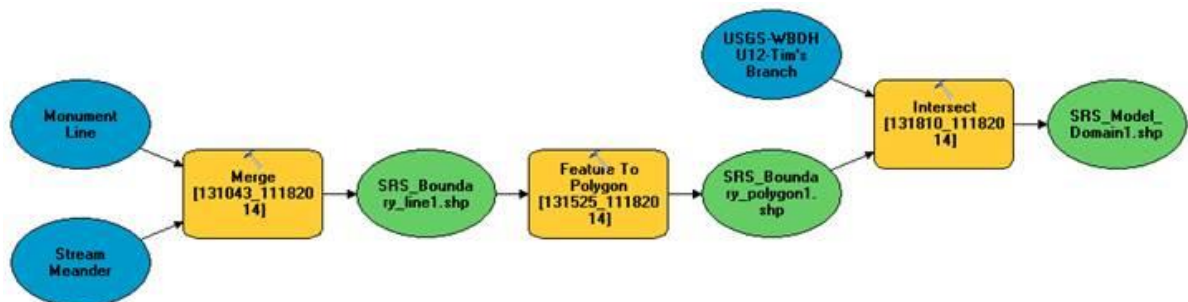 Monument
Line
Stream
Meander
Merge
[131043_111820
14]
SRS_Bounda
ry_line1.shp
Feature To
Polygon
[131525_111820
14]
SRS_Bounda
ry_polygon1.
shp
USGS-WBDH
U12-Tim's
Branch
Intersect
[131810_111820
14]
SRS_Model_
Domain1.shp